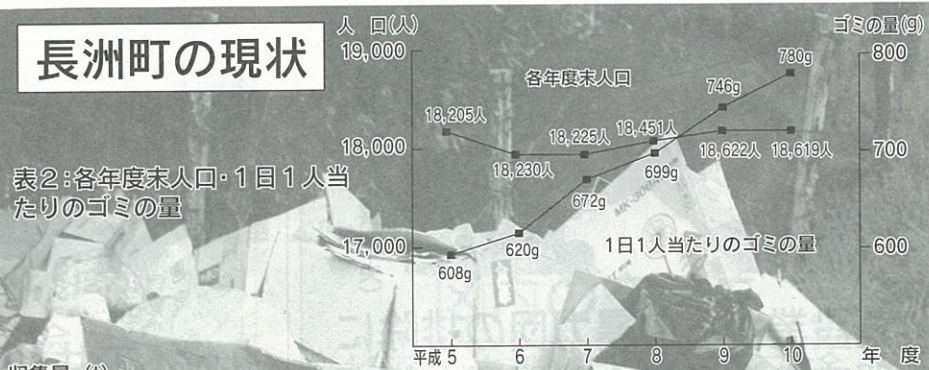 長洲町の現状
人　口(人)
ゴミの量(g)
19,000
800
780g
各年度末人口
746g
18,205人
18,225人
18,451人
18,000
700
18,230人
18,622人
18,619人
699g
表2:各年度末人口・1日1人当
たりのゴミの量
672g
1日1人当たりのゴミの量
17,000
600
620g
608g
平成 5
6
7
8
9
10
年　度